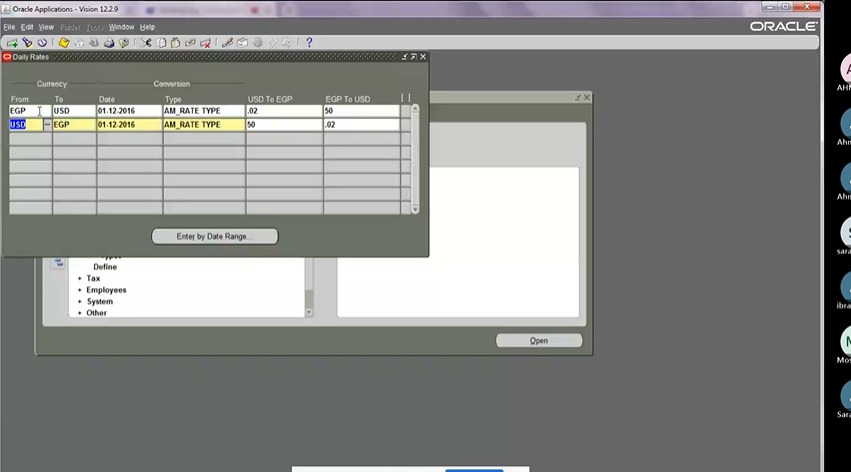 Oracle Applications - Vision 12.2.9
File Edit View Folder Tools Window Help
ORACLE
Daily Rates
Currency Conversion
From To Date Type USD To EGP EGP To USD [ ]
EGP USD 01-12-2016 AM_RATE TYPE .02 50
USD EGP 01-12-2016 AM_RATE TYPE 50 .02
Enter by Date Range...
Define
+ Tax
+ Employees
+ System
+ Other
Open
AHM
Ahm
Ahm
sara
ibra
Mos
Sara